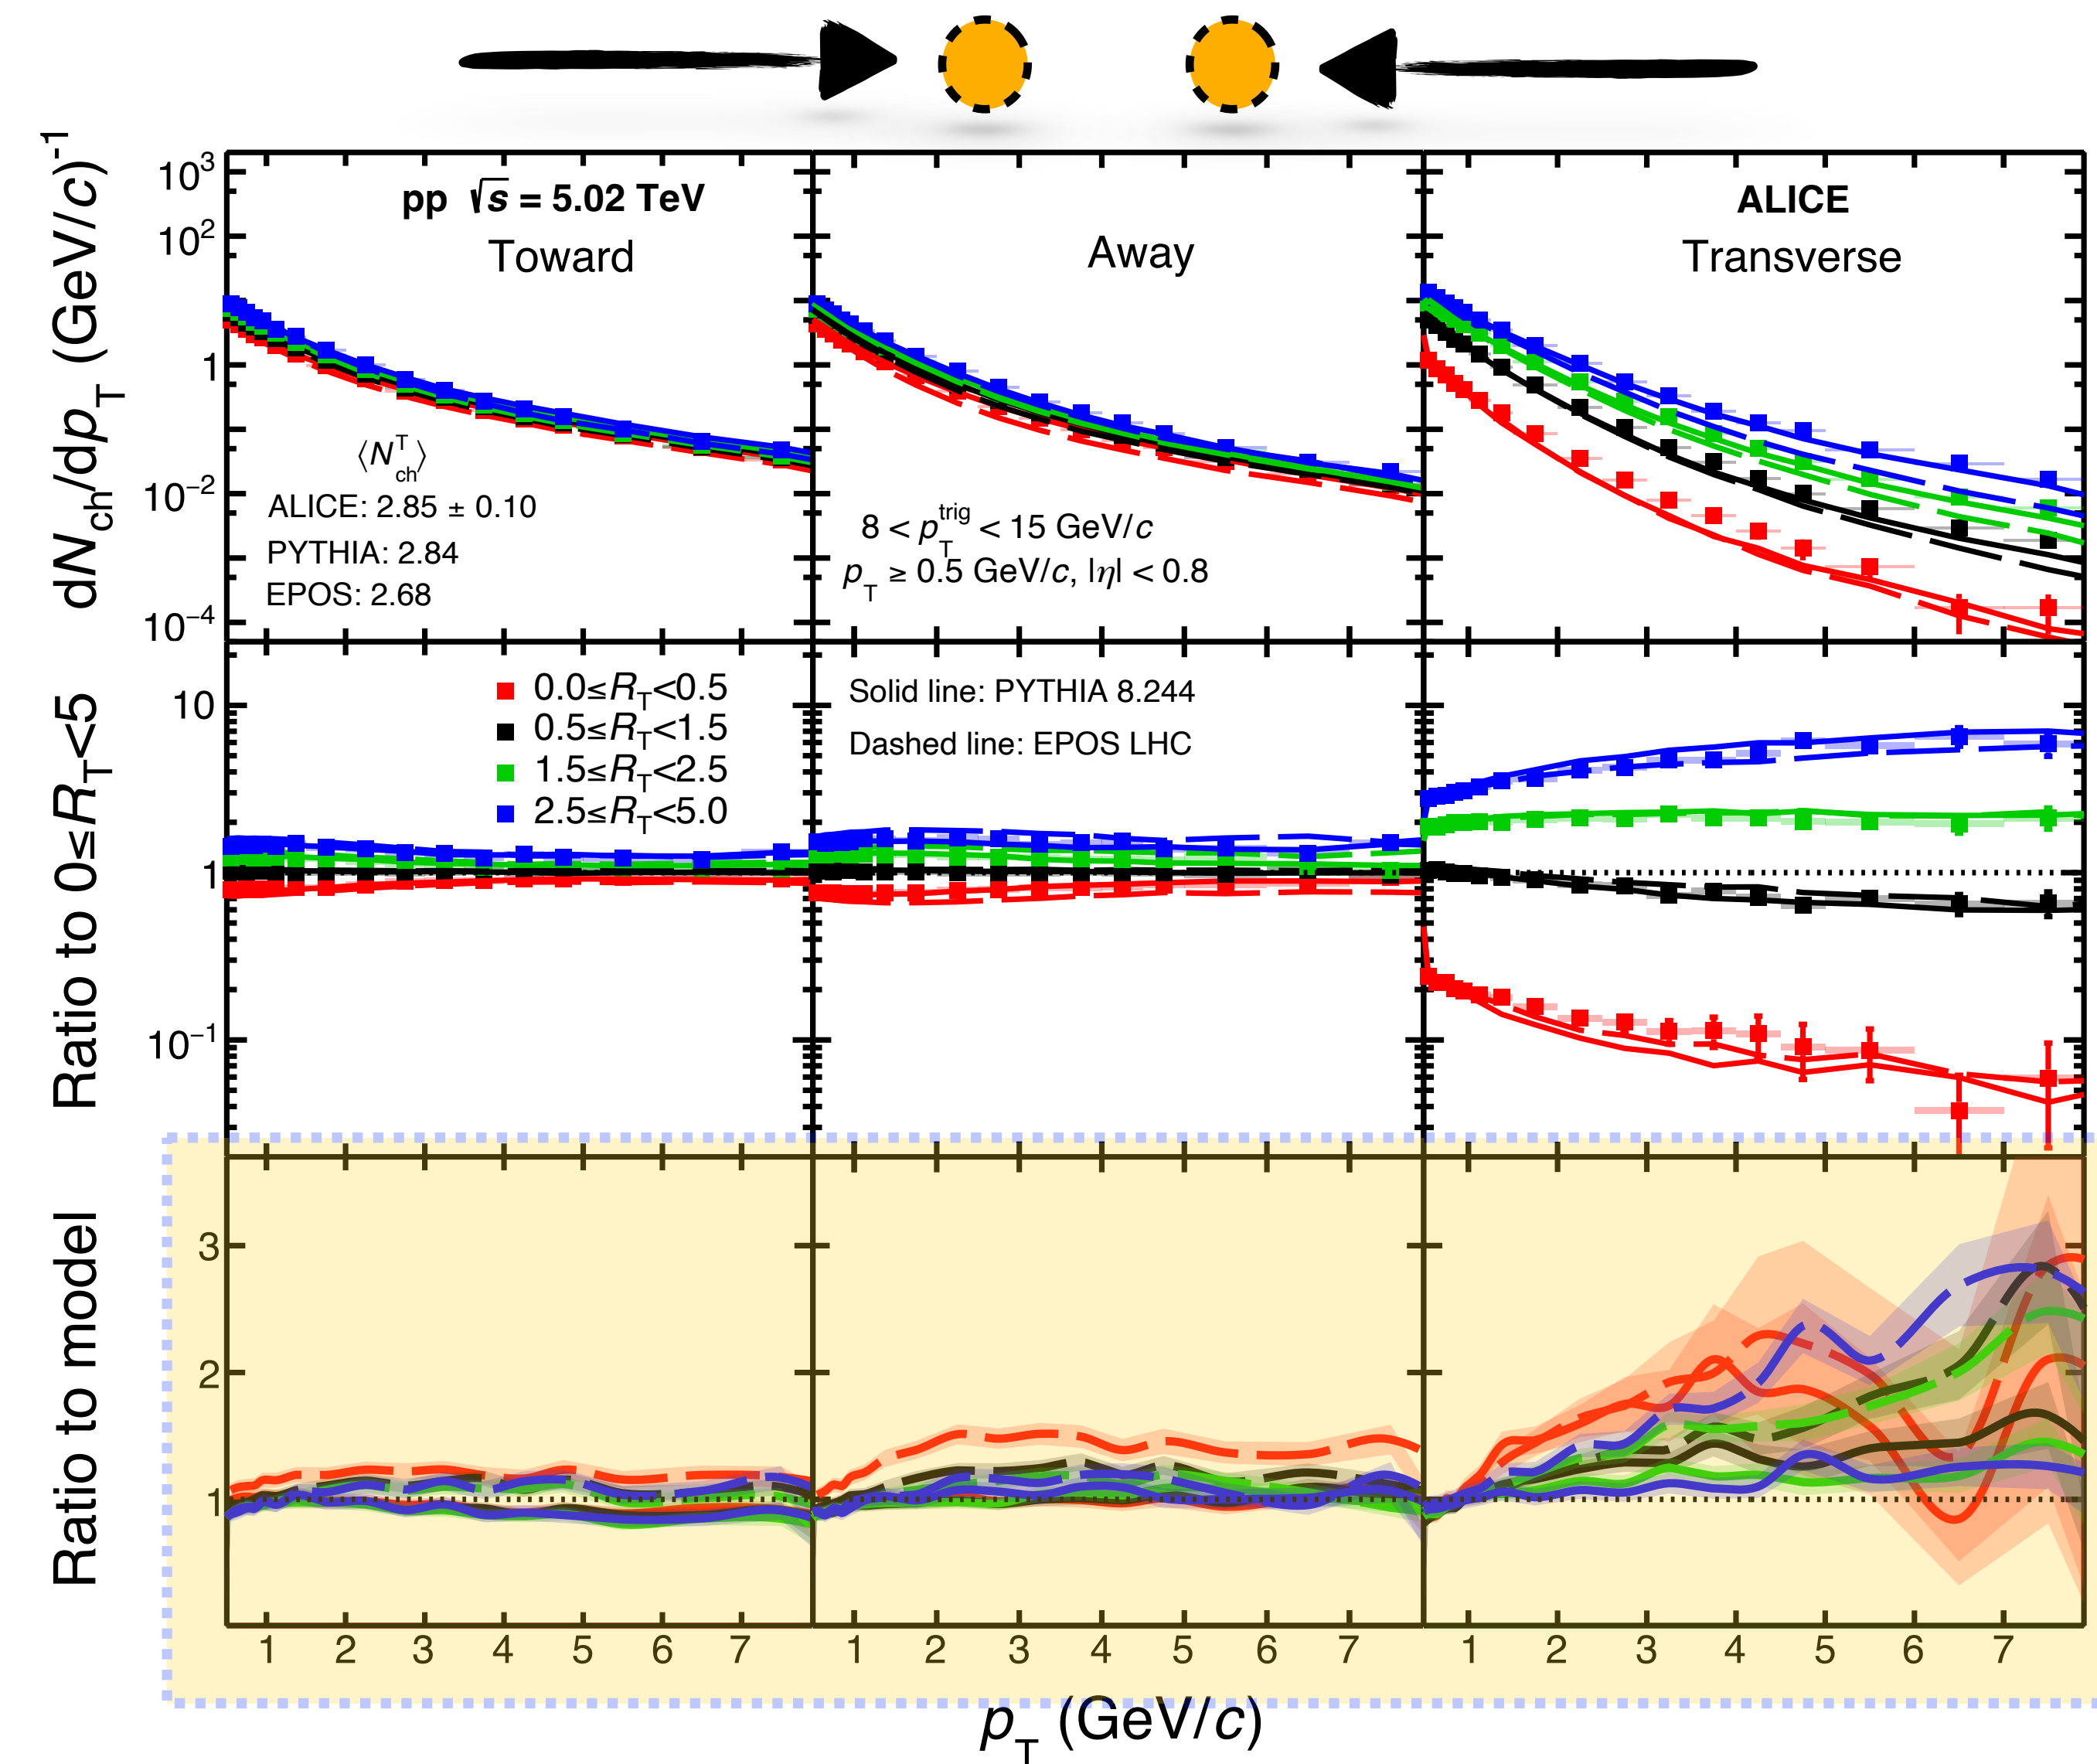 dN_ch/dp_T (GeV/c)^-1
10^3
10^2
1
10^−2
10^−4
pp √s = 5.02 TeV
Toward
⟨N^T_ch⟩
ALICE: 2.85 ± 0.10
PYTHIA: 2.84
EPOS: 2.68
Away
8 < p_T^trig < 15 GeV/c
p_T ≥ 0.5 GeV/c, |η| < 0.8
ALICE
Transverse
Ratio to 0≤R_T<5
10
1
10^−1
0.0≤R_T<0.5
0.5≤R_T<1.5
1.5≤R_T<2.5
2.5≤R_T<5.0
Solid line: PYTHIA 8.244
Dashed line: EPOS LHC
Ratio to model
3
2
1
1 2 3 4 5 6 7 1 2 3 4 5 6 7 1 2 3 4 5 6 7
p_T (GeV/c)